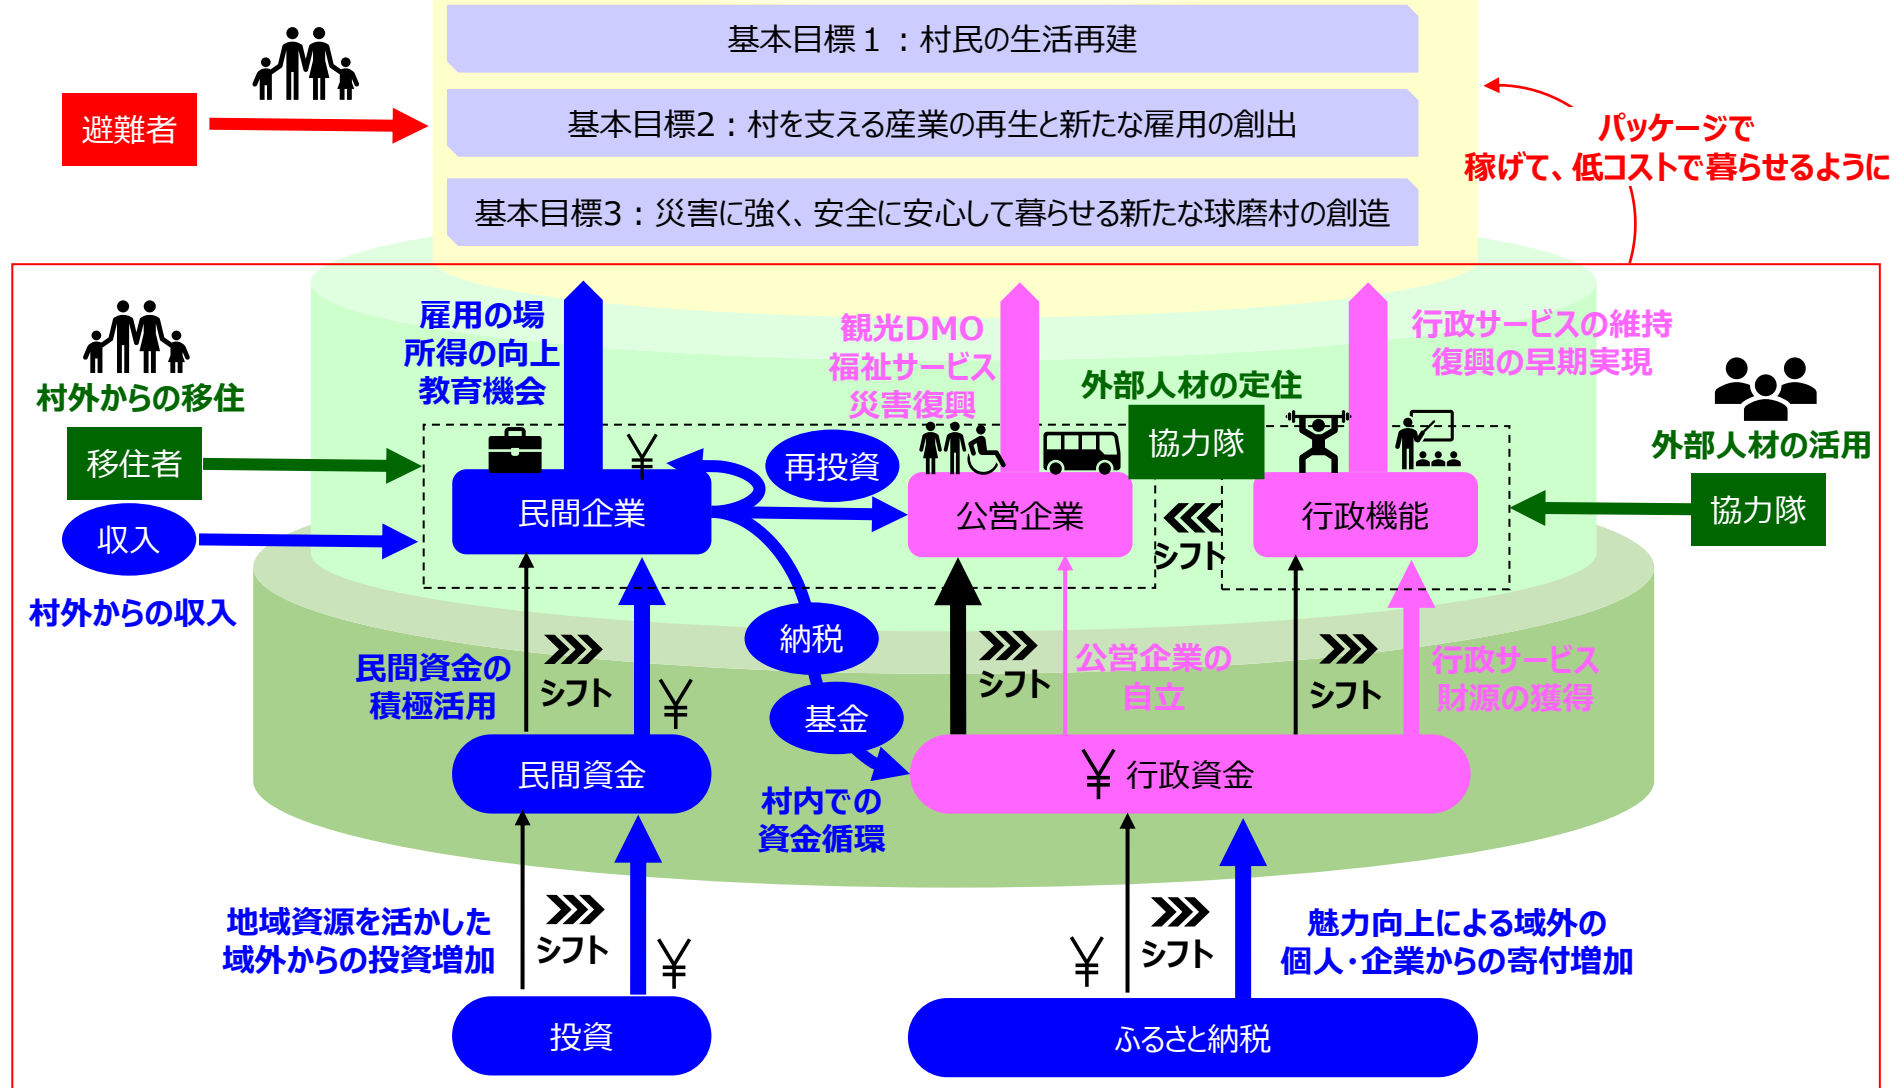 基本目標１：村民の生活再建
避難者
基本目標2：村を支える産業の再生と新たな雇用の創出
パッケージで
稼げて、低コストで暮らせるように
基本目標3：災害に強く、安全に安心して暮らせる新たな球磨村の創造
雇用の場
所得の向上
教育機会
観光DMO
福祉サービス
災害復興
行政サービスの維持
復興の早期実現
村外からの移住
外部人材の定住
外部人材の活用
移住者
再投資
協力隊
￥
民間企業
公営企業
行政機能
協力隊
収入
シフト
村外からの収入
納税
民間資金の
積極活用
シフト
￥
シフト
公営企業の
自立
シフト
行政サービス
財源の獲得
基金
民間資金
￥
行政資金
村内での
資金循環
地域資源を活かした
域外からの投資増加
シフト
￥
￥
シフト
魅力向上による域外の
個人・企業からの寄付増加
投資
ふるさと納税